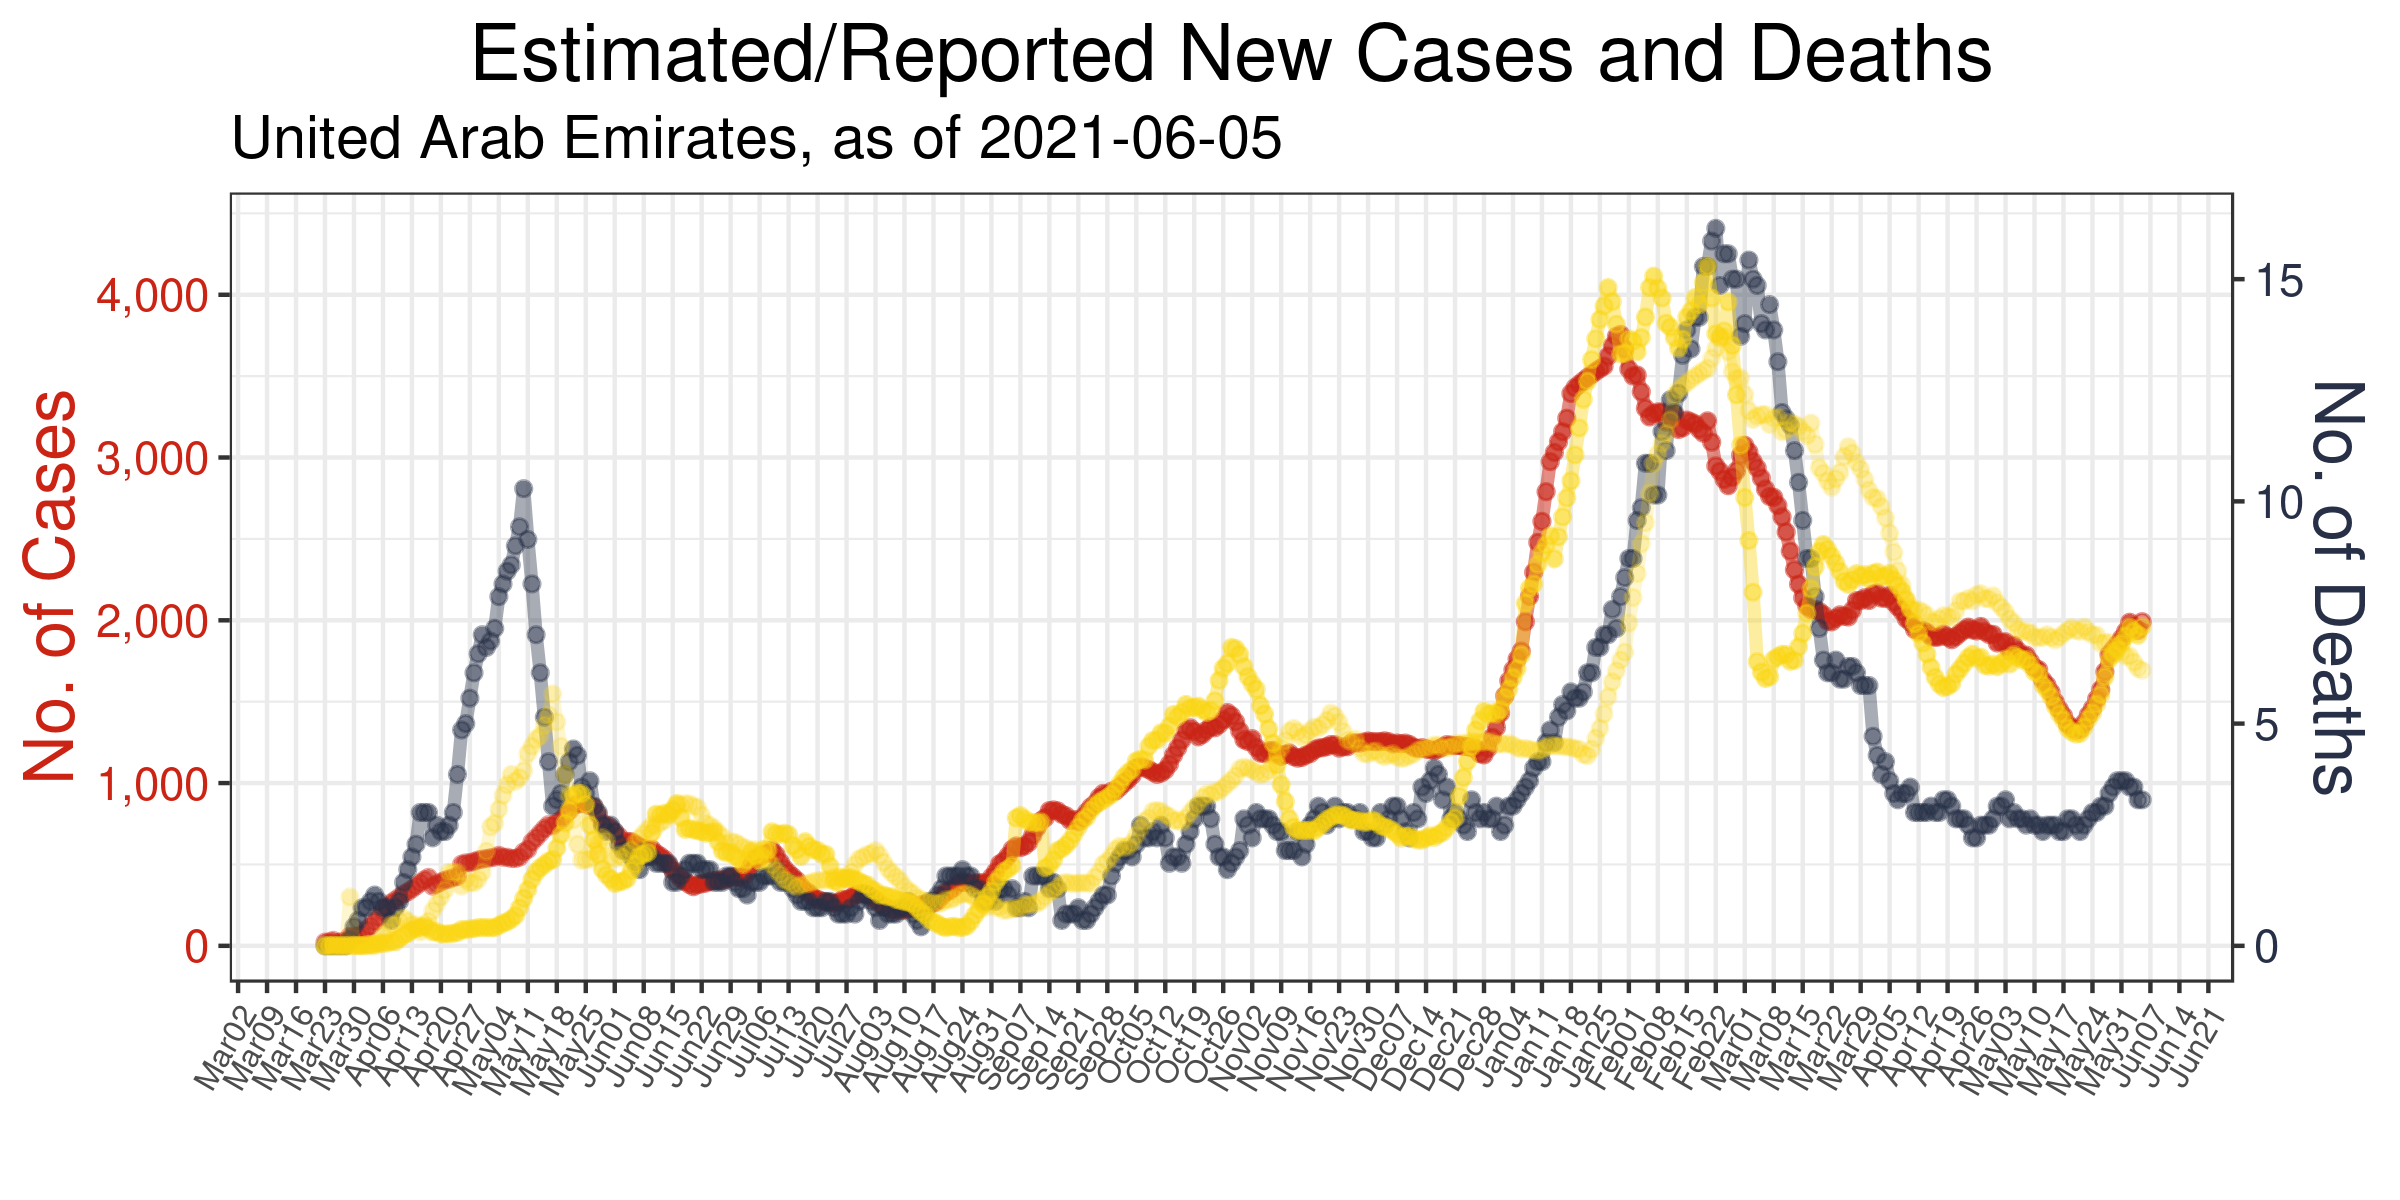 Estimated/Reported New Cases and Deaths
United Arab Emirates, as of 2021-06-05
No. of Cases
4,000
3,000
2,000
1,000
0
No. of Deaths
15
10
5
0
Mar02
Mar09
Mar16
Mar23
Mar30
Apr06
Apr13
Apr20
Apr27
May04
May11
May18
May25
Jun01
Jun08
Jun15
Jun22
Jun29
Jul06
Jul13
Jul20
Jul27
Aug03
Aug10
Aug17
Aug24
Aug31
Sep07
Sep14
Sep21
Sep28
Oct05
Oct12
Oct19
Oct26
Nov02
Nov09
Nov16
Nov23
Nov30
Dec07
Dec14
Dec21
Dec28
Jan04
Jan11
Jan18
Jan25
Feb01
Feb08
Feb15
Feb22
Mar01
Mar08
Mar15
Mar22
Mar29
Apr05
Apr12
Apr19
Apr26
May03
May10
May17
May24
May31
Jun07
Jun14
Jun21